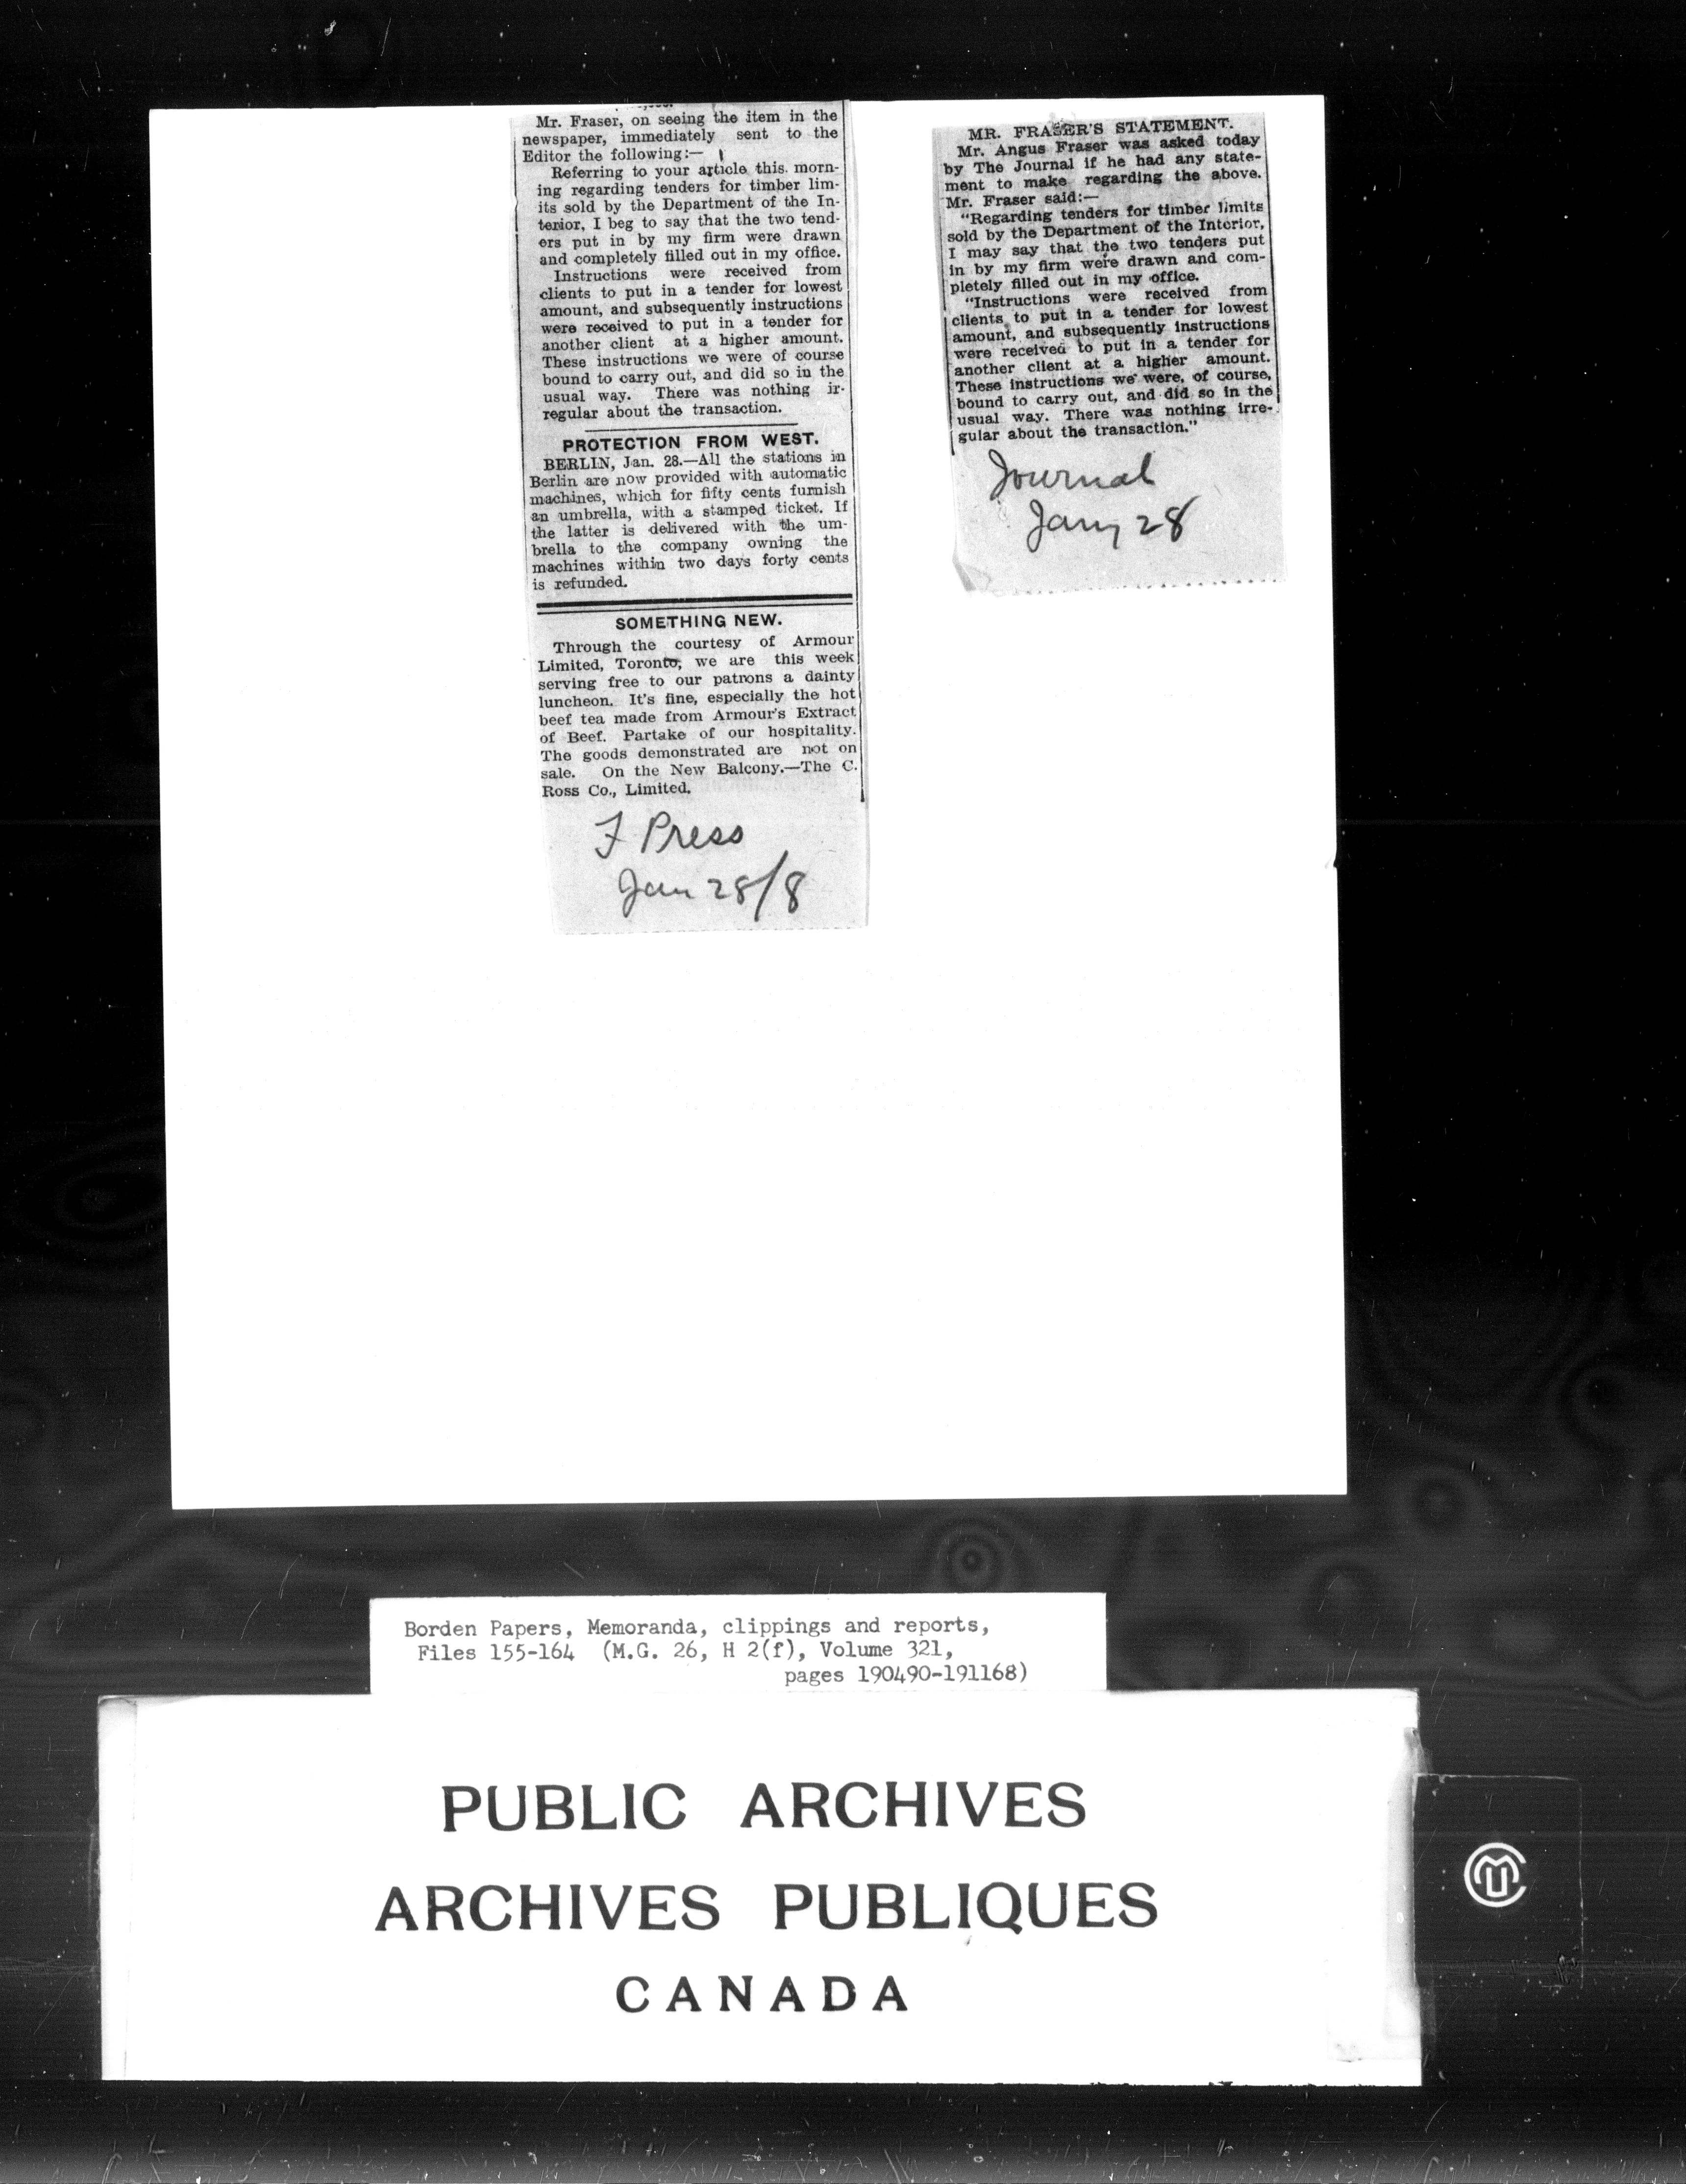 Mr. Fraser, on seeing the item in the
newspaper, immediately sent to the
Editor the following:—
Referring to your article this morn-
ing regarding tenders for timber lim-
its sold by the Department of the In-
terior, I beg to say that the two tend-
ers put in by my firm were drawn
and completely filled out in my office.
Instructions were received from
clients to put in a tender for lowest
amount, and subsequently instructions
were received to put in a tender for
another client at a higher amount.
These instructions we were of course
bound to carry out, and did so in the
usual way. There was nothing ir-
regular about the transaction.
PROTECTION FROM WEST.
BERLIN, Jan. 28.—All the stations in
Berlin are now provided with automatic
machines, which for fifty cents furnish
an umbrella, with a stamped ticket. If
the latter is delivered with the um-
brella to the company owning the
machines within two days forty cents
is refunded.
SOMETHING NEW.
Through the courtesy of Armour
Limited, Toronto, we are this week
serving free to our patrons a dainty
luncheon. It's fine, especially the hot
beef tea made from Armour's Extract
of Beef. Partake of our hospitality.
The goods demonstrated are not on
sale. On the New Balcony.—The C.
Ross Co., Limited.
F Press
Jan 28/8
MR. FRASER'S STATEMENT.
Mr. Angus Fraser was asked today
by The Journal if he had any state-
ment to make regarding the above.
Mr. Fraser said:—
"Regarding tenders for timber limits
sold by the Department of the Interior,
I may say that the two tenders put
in by my firm were drawn and com-
pletely filled out in my office.
"Instructions were received from
clients to put in a tender for lowest
amount, and subsequently instructions
were received to put in a tender for
another client at a higher amount.
These instructions we were, of course,
bound to carry out, and did so in the
usual way. There was nothing irre-
gular about the transaction."
Journal
Jany 28
Borden Papers, Memoranda, clippings and reports,
Files 155-164 (M.G. 26, H 2(f), Volume 321,
pages 190490-191168)
PUBLIC ARCHIVES
ARCHIVES PUBLIQUES
CANADA